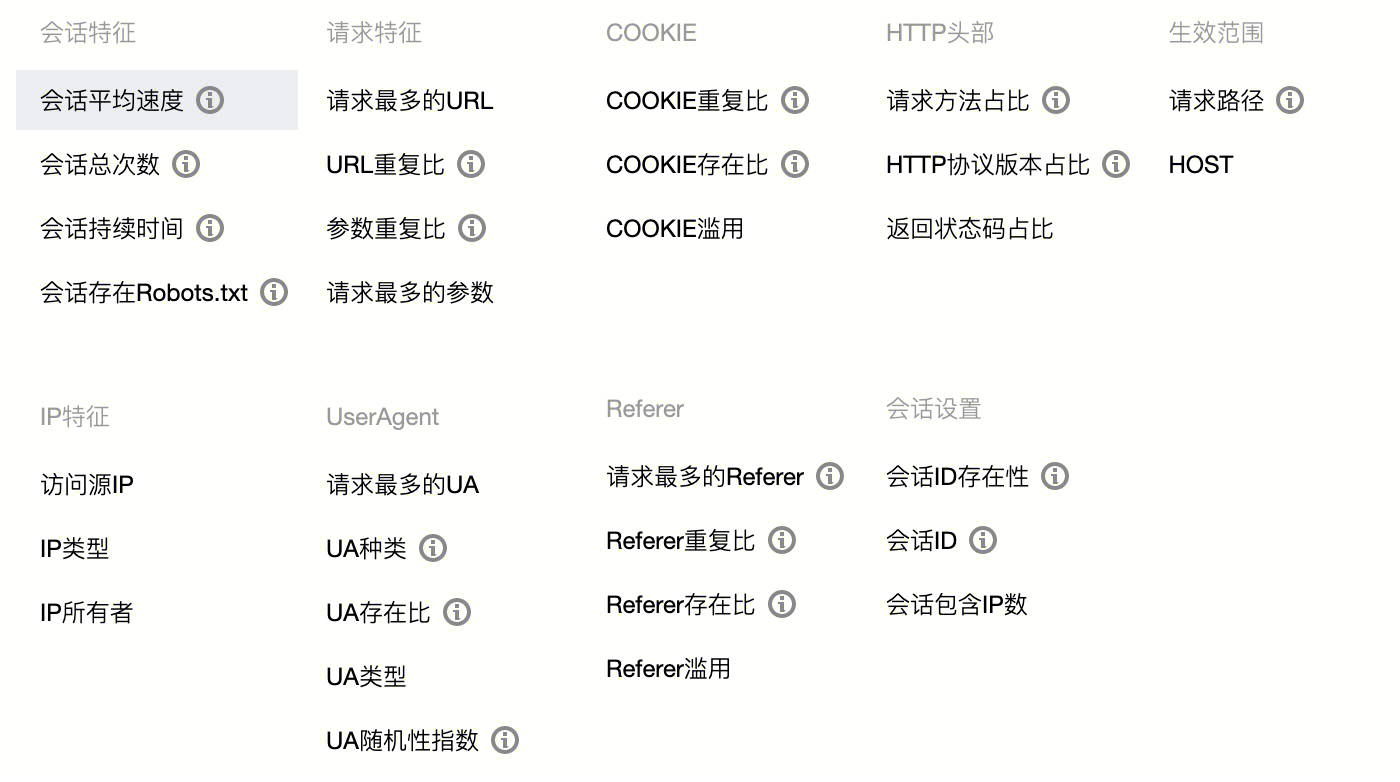 会话特征
会话平均速度
会话总次数
会话持续时间
会话存在Robots.txt
请求特征
请求最多的URL
URL重复比
参数重复比
请求最多的参数
COOKIE
COOKIE重复比
COOKIE存在比
COOKIE滥用
HTTP头部
请求方法占比
HTTP协议版本占比
返回状态码占比
生效范围
请求路径
HOST
IP特征
访问源IP
IP类型
IP所有者
UserAgent
请求最多的UA
UA种类
UA存在比
UA类型
UA随机性指数
Referer
请求最多的Referer
Referer重复比
Referer存在比
Referer滥用
会话设置
会话ID存在性
会话ID
会话包含IP数